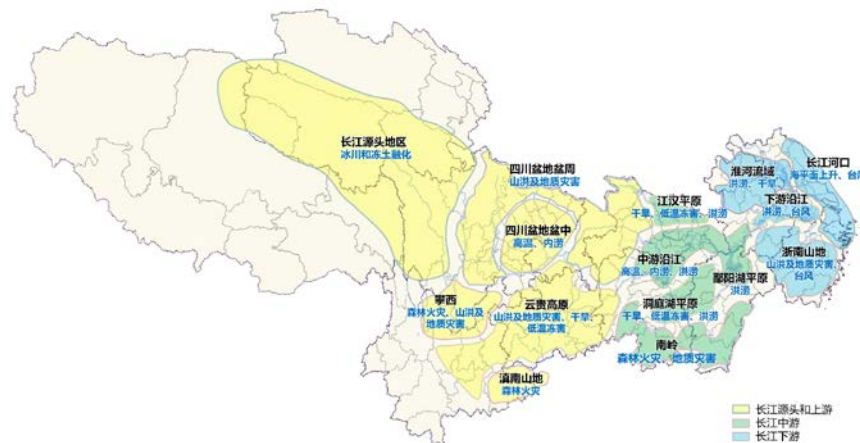 长江源头地区
冰川和冻土融化
四川盆地盆周
山洪及地质灾害
四川盆地盆中
高温、内涝
攀西
森林火灾、山洪及
地质灾害
云贵高原
山洪及地质灾害、干旱、
低温冻害
滇南山地
森林火灾
江汉平原
干旱、低温冻害、洪涝
中游沿江
高温、内涝、洪涝
鄱阳湖平原
洪涝
洞庭湖平原
干旱、低温冻害、洪涝
南岭
森林火灾、地质灾害
淮河流域
洪涝、干旱
长江河口
海平面上升、台风
下游沿江
洪涝、台风
浙南山地
山洪及地质灾害、
台风
长江源头和上游
长江中游
长江下游